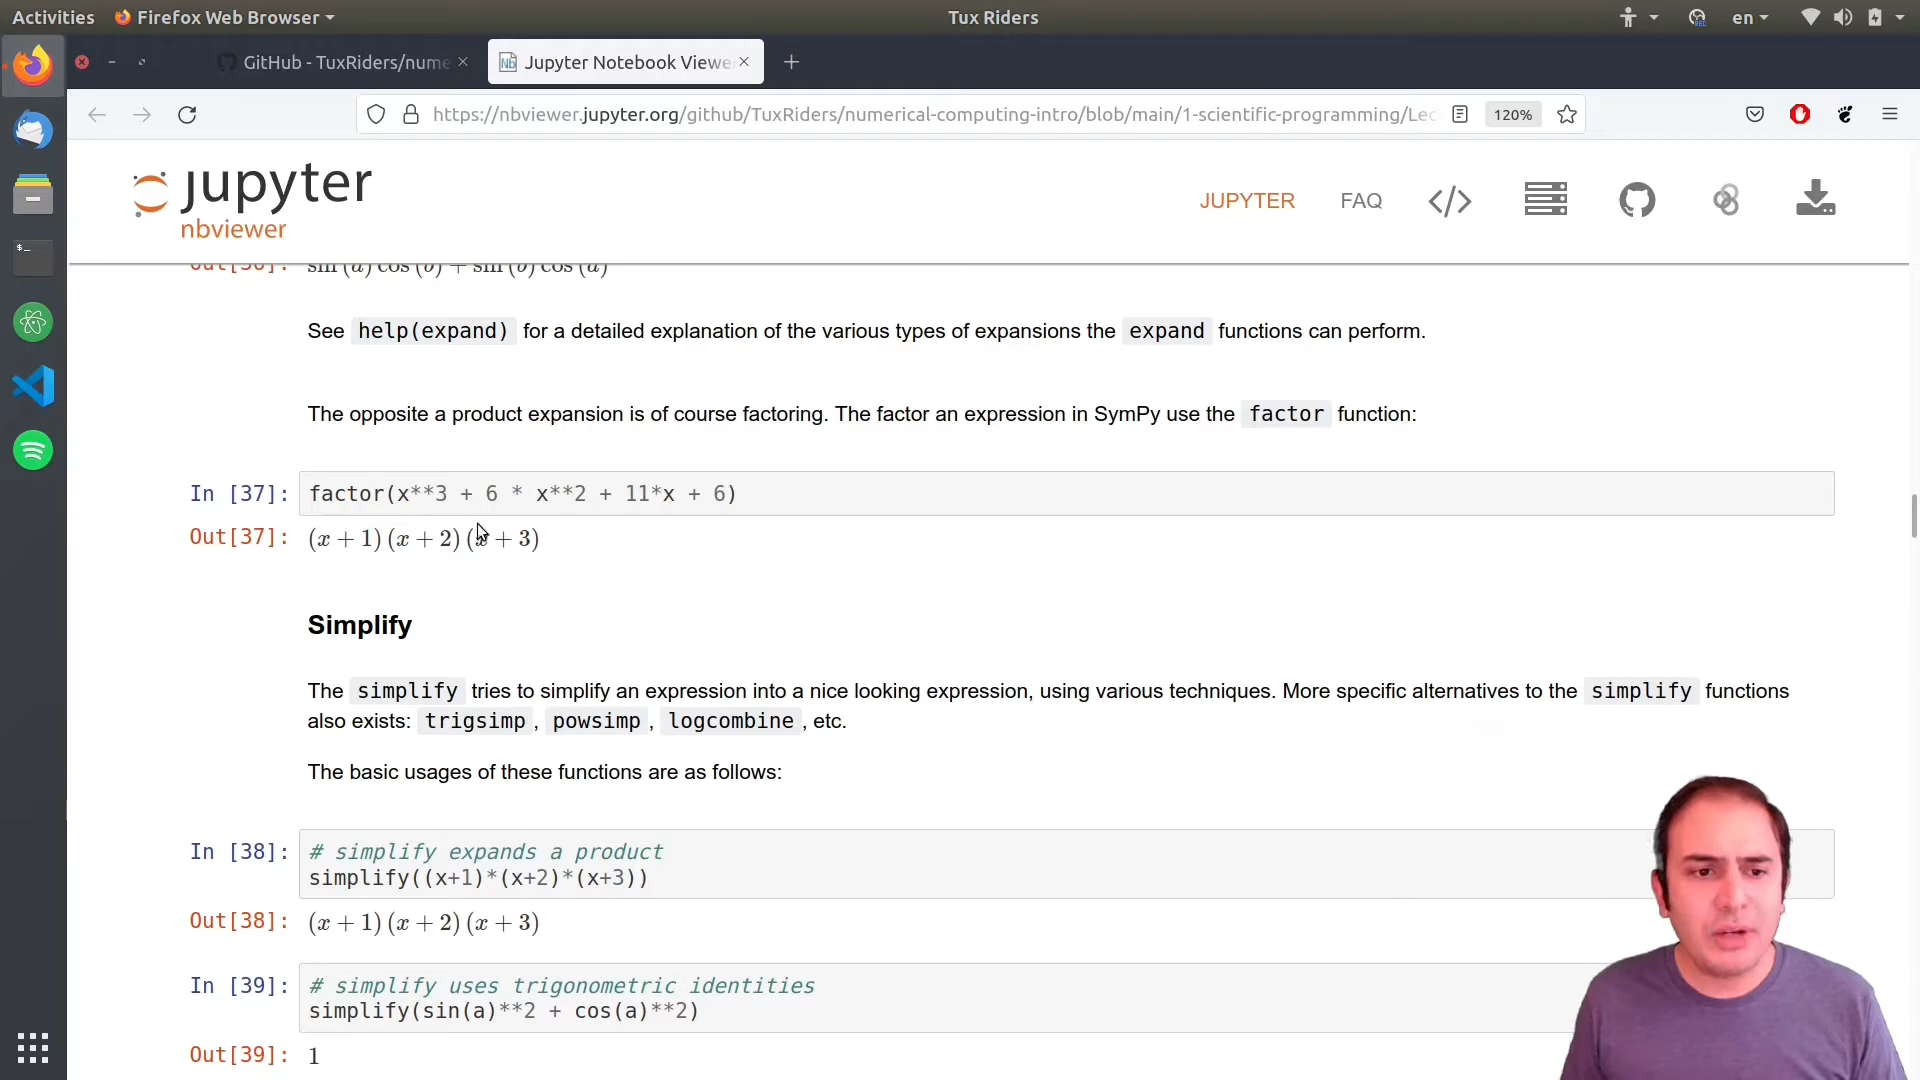 Activities Firefox Web Browser Tux Riders en
GitHub - TuxRiders/nume Jupyter Notebook Viewe
https://nbviewer.jupyter.org/github/TuxRiders/numerical-computing-intro/blob/main/1-scientific-programming/Lec 120%
jupyter
nbviewer
JUPYTER FAQ
Out[36]: sin (a) cos (b) + sin (b) cos (a)
See help(expand) for a detailed explanation of the various types of expansions the expand functions can perform.
The opposite a product expansion is of course factoring. The factor an expression in SymPy use the factor function:
In [37]: factor(x**3 + 6 * x**2 + 11*x + 6)
Out[37]: (x + 1) (x + 2) (x + 3)
Simplify
The simplify tries to simplify an expression into a nice looking expression, using various techniques. More specific alternatives to the simplify functions
also exists: trigsimp, powsimp, logcombine, etc.
The basic usages of these functions are as follows:
In [38]: # simplify expands a product
simplify((x+1)*(x+2)*(x+3))
Out[38]: (x + 1) (x + 2) (x + 3)
In [39]: # simplify uses trigonometric identities
simplify(sin(a)**2 + cos(a)**2)
Out[39]: 1